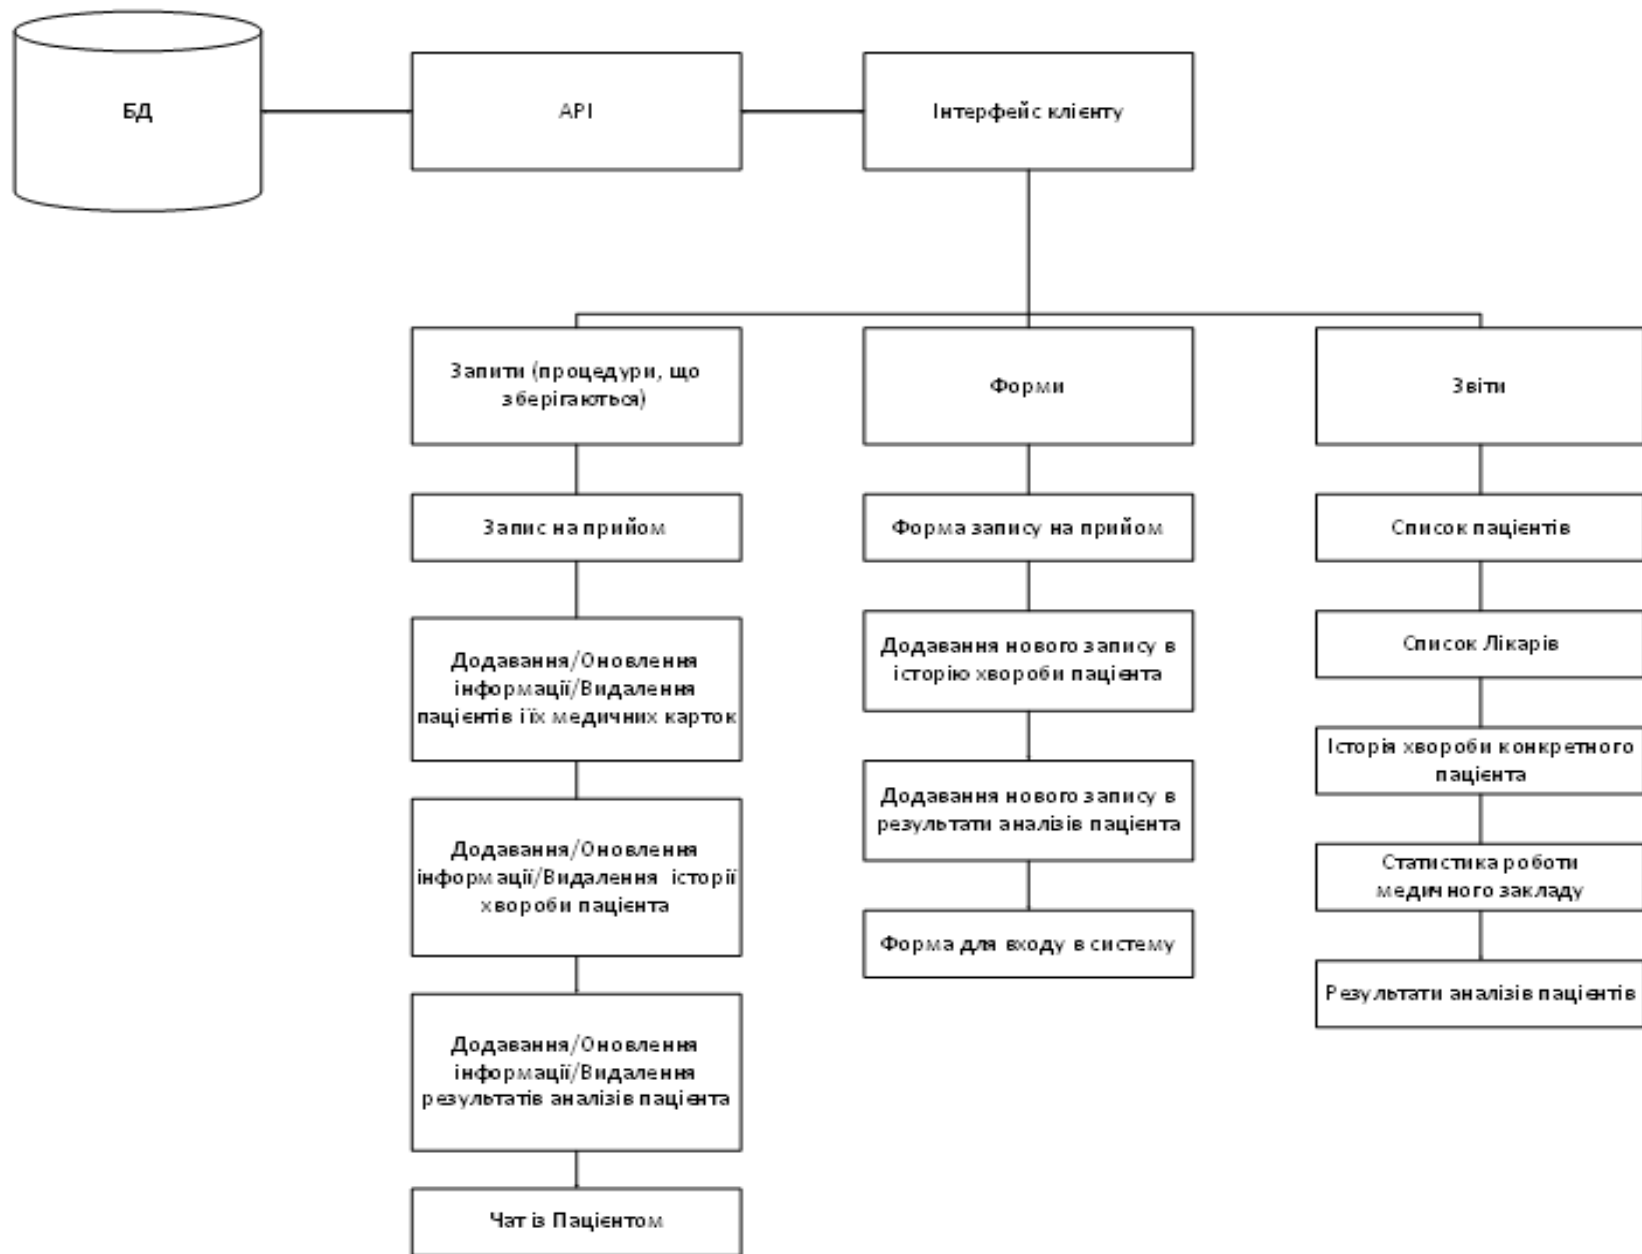 БД
API
Інтерфейс клієнту
Запити (процедури, що
зберігаються)
Форми
Звіти
Запис на прийом
Форма запису на прийом
Список пацієнтів
Додавання/Оновлення
інформації/Видалення
пацієнтів і їх медичних карток
Додавання нового запису в
історію хвороби пацієнта
Список Лікарів
Історія хвороби конкретного
пацієнта
Додавання/Оновлення
інформації/Видалення історії
хвороби пацієнта
Додавання нового запису в
результати аналізів пацієнта
Статистика роботи
медичного закладу
Форма для входу в систему
Результати аналізів пацієнтів
Додавання/Оновлення
інформації/Видалення
результатів аналізів пацієнта
Чат із Пацієнтом